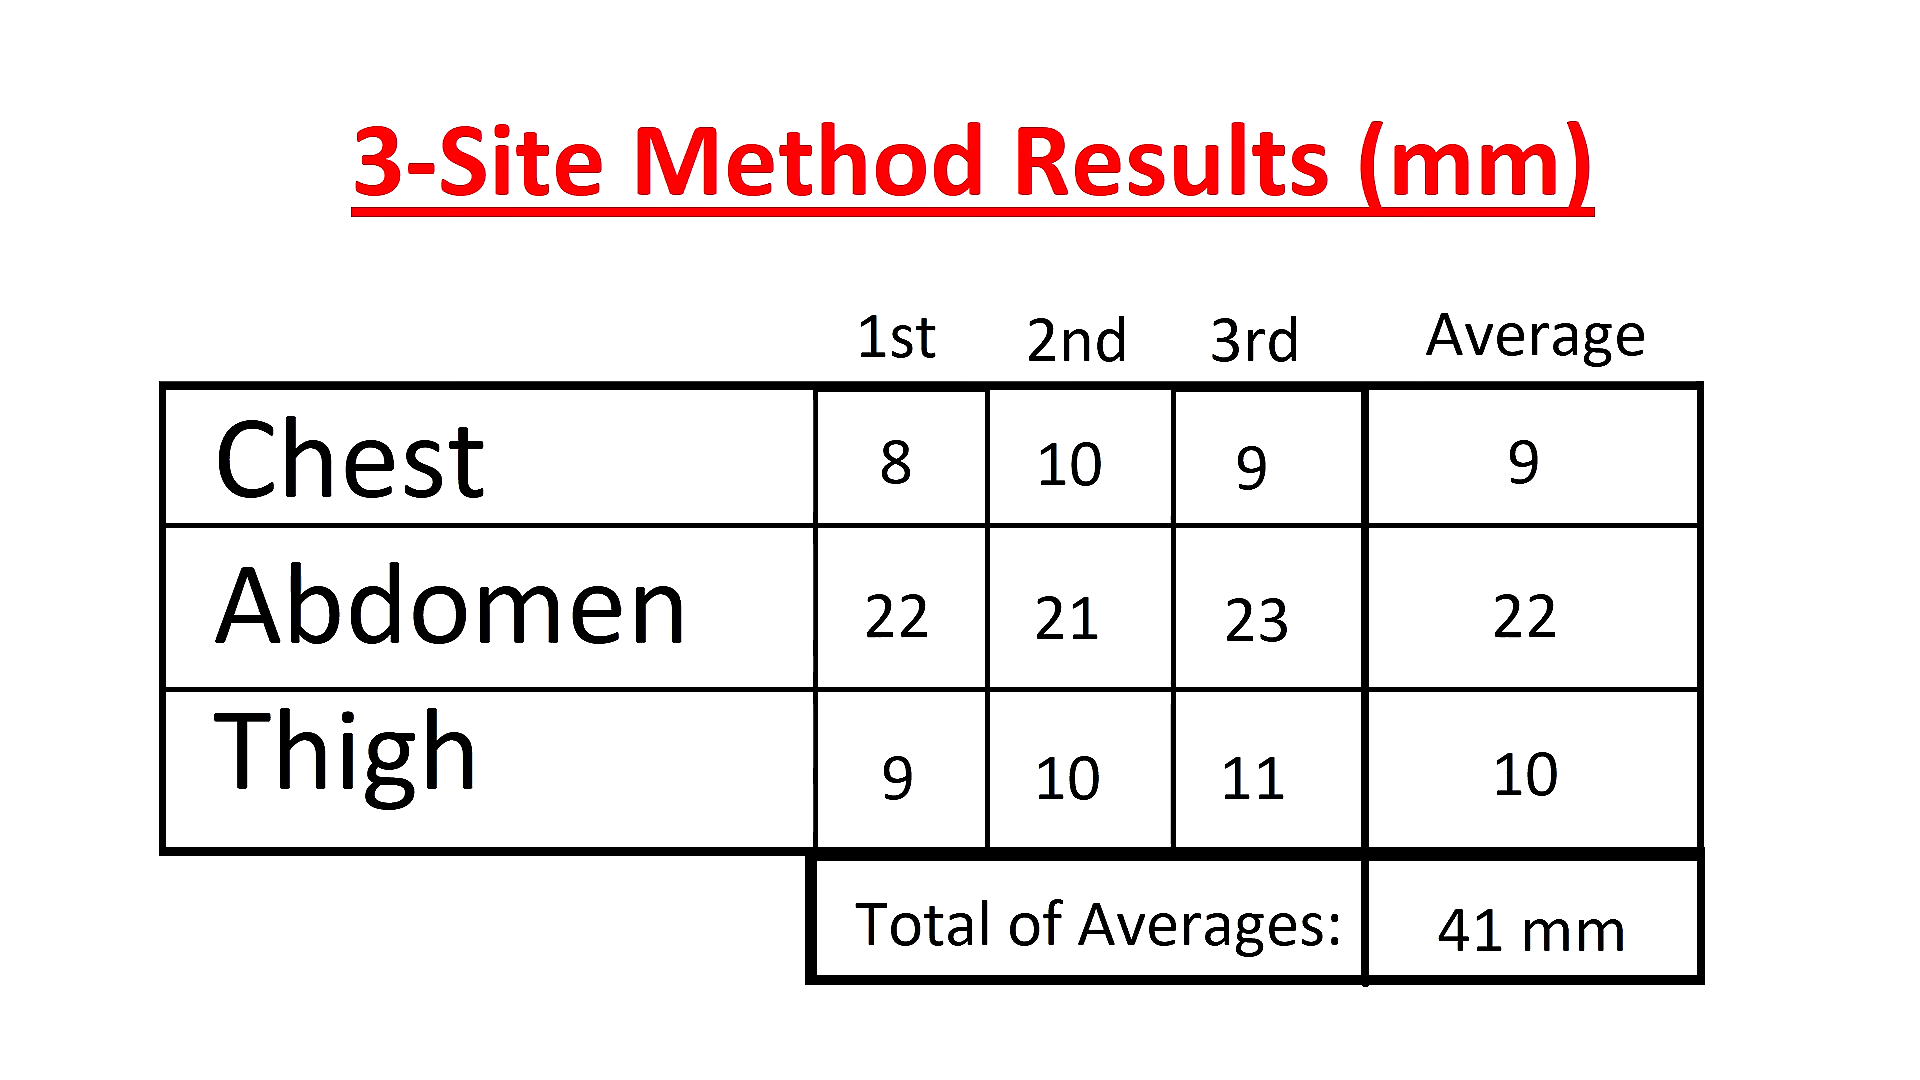 3-Site Method Results (mm)
1st 2nd 3rd Average
Chest 8 10 9 9
Abdomen 22 21 23 22
Thigh 9 10 11 10
Total of Averages: 41 mm